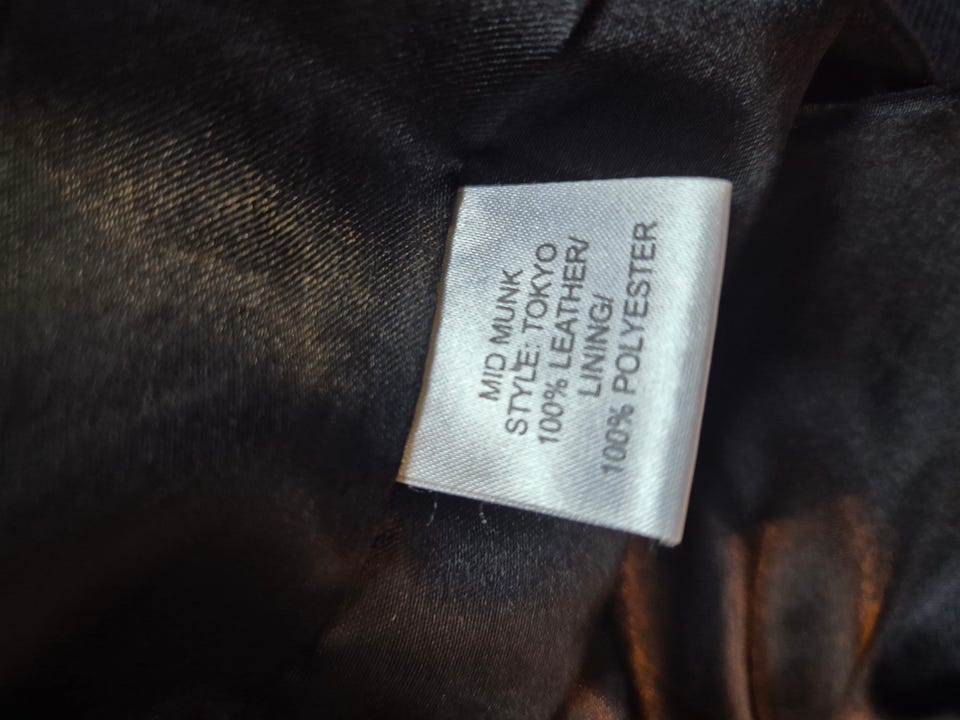 MID MUNK
STYLE: TOKYO
100% LEATHER/
LINING/
100% POLYESTER